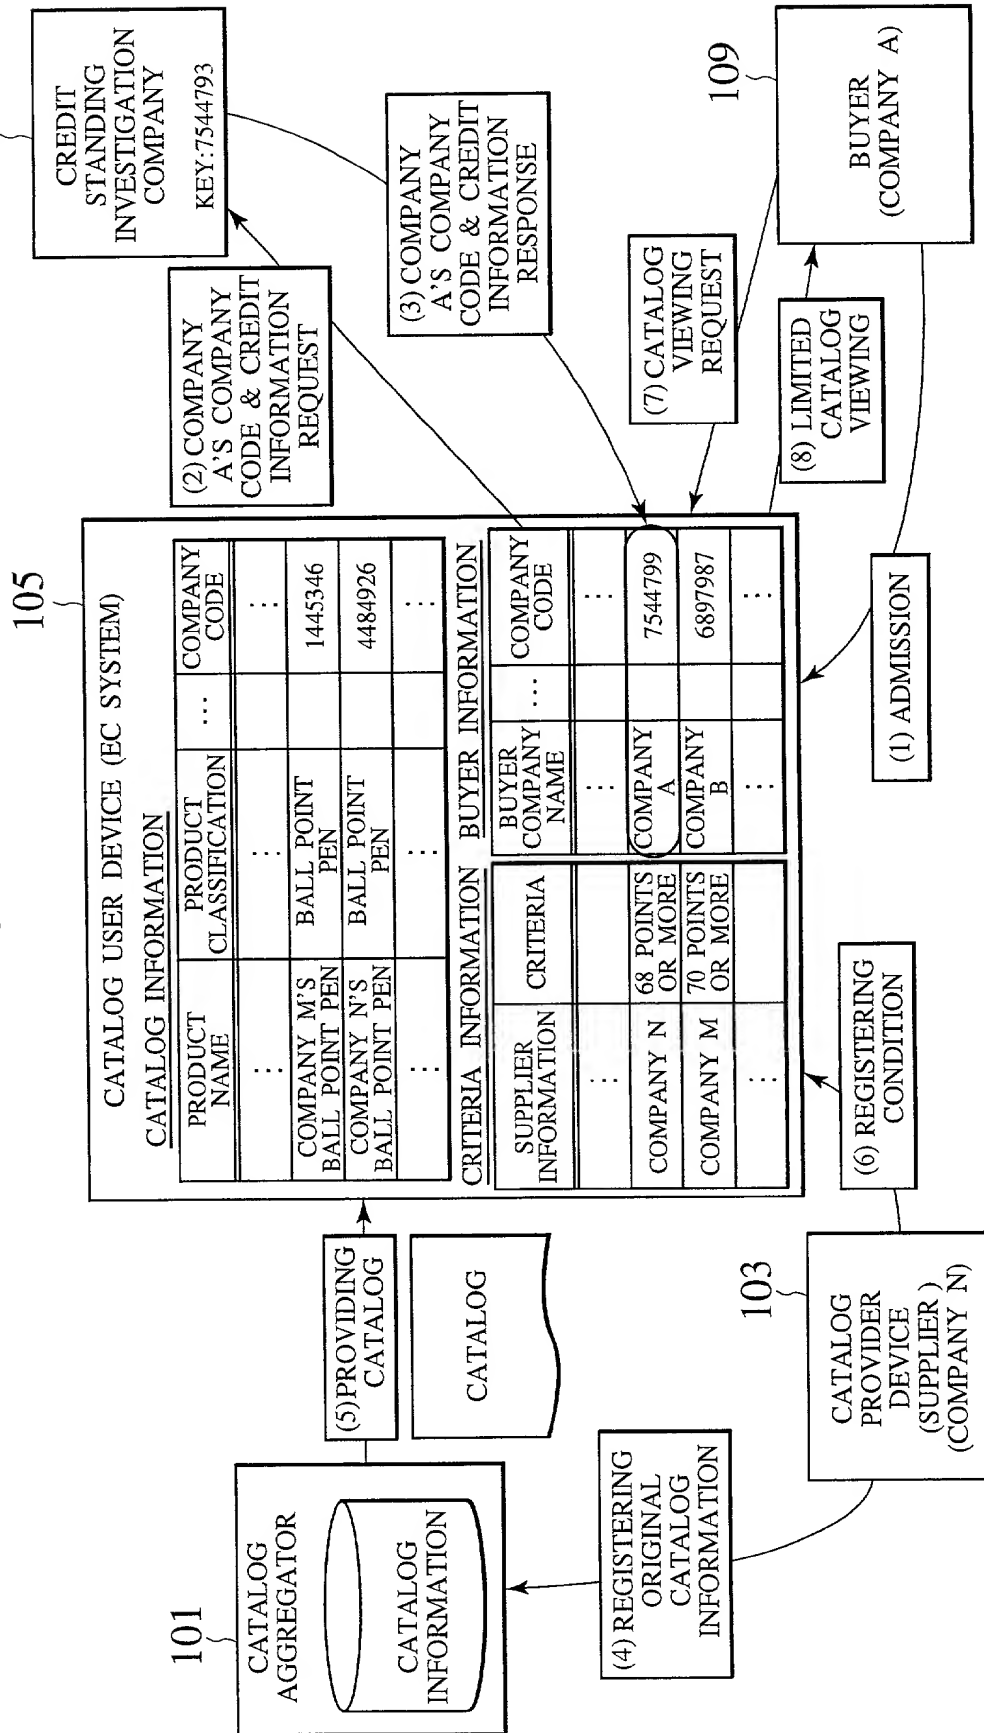 101
CATALOG
AGGREGATOR
CATALOG
INFORMATION
(5)PROVIDING
CATALOG
CATALOG
(4) REGISTERING
ORIGINAL
CATALOG
INFORMATION
103
CATALOG
PROVIDER
DEVICE
(SUPPLIER )
(COMPANY N)
(6) REGISTERING
CONDITION
105
CATALOG USER DEVICE (EC SYSTEM)
CATALOG INFORMATION
PRODUCT
NAME
PRODUCT
CLASSIFICATION
...
COMPANY
CODE
... ... ...
COMPANY M'S
BALL POINT PEN
BALL POINT
PEN
1445346
COMPANY N'S
BALL POINT PEN
BALL POINT
PEN
4484926
... ... ...
CRITERIA INFORMATION
SUPPLIER
INFORMATION
CRITERIA
...
COMPANY N
68 POINTS
OR MORE
COMPANY M
70 POINTS
OR MORE
...
BUYER INFORMATION
BUYER
COMPANY
NAME
...
COMPANY
CODE
... ...
COMPANY
A
7544799
COMPANY
B
6897987
... ...
(2) COMPANY
A'S COMPANY
CODE & CREDIT
INFORMATION
REQUEST
CREDIT
STANDING
INVESTIGATION
COMPANY
KEY:7544793
(3) COMPANY
A'S COMPANY
CODE & CREDIT
INFORMATION
RESPONSE
(7) CATALOG
VIEWING
REQUEST
(8) LIMITED
CATALOG
VIEWING
(1) ADMISSION
109
BUYER
(COMPANY A)